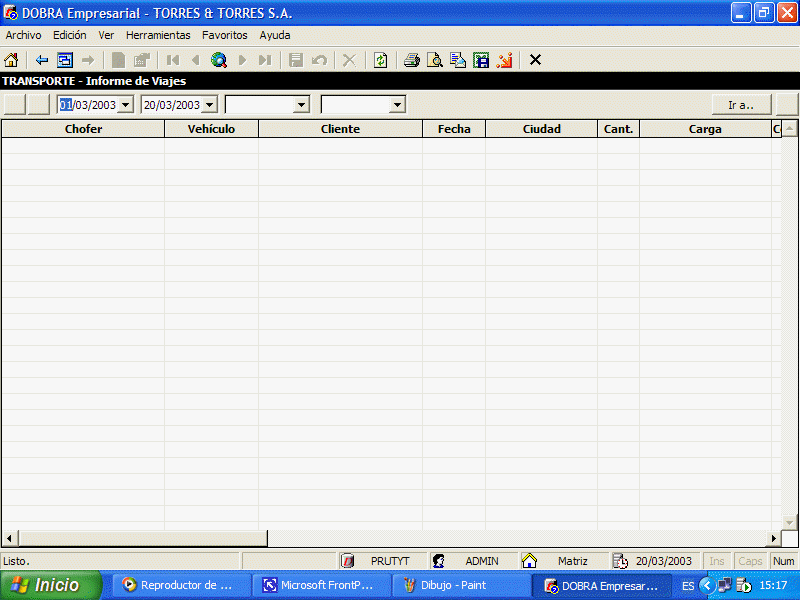 DOBRA Empresarial - TORRES & TORRES S.A.
Archivo Edición Ver Herramientas Favoritos Ayuda
TRANSPORTE - Informe de Viajes
01/03/2003 20/03/2003 Ir a..
Chofer Vehículo Cliente Fecha Ciudad Cant. Carga
Listo. PRUTYT ADMIN Matriz 20/03/2003 Ins Caps Num
Inicio Reproductor de ... Microsoft FrontP... Dibujo - Paint DOBRA Empresar... ES 15:17